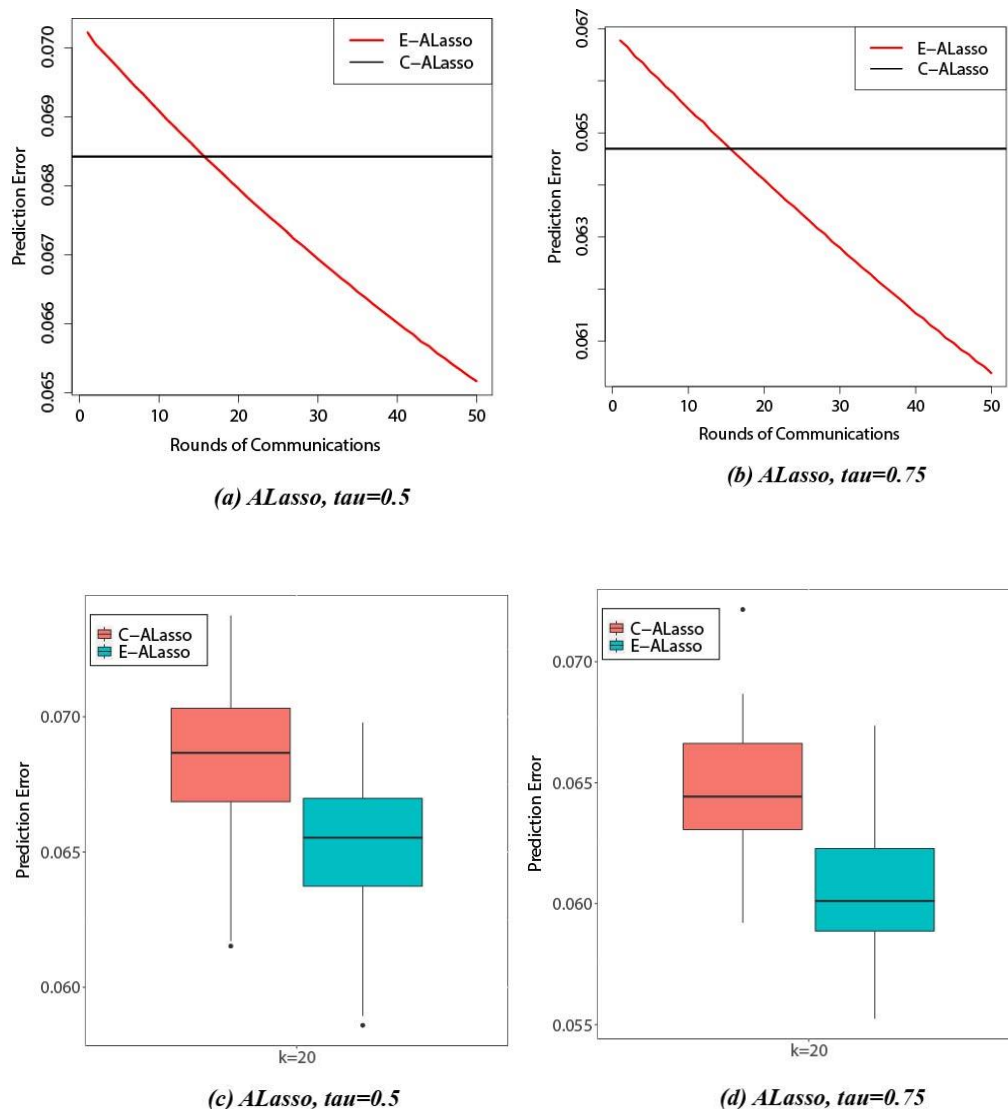 E-ALasso
C-ALasso
Prediction Error
0.070
0.069
0.068
0.067
0.066
0.065
0 10 20 30 40 50
Rounds of Communications
(a) ALasso, tau=0.5
E-ALasso
C-ALasso
Prediction Error
0.067
0.065
0.063
0.061
0 10 20 30 40 50
Rounds of Communications
(b) ALasso, tau=0.75
C-ALasso
E-ALasso
Prediction Error
0.070
0.065
0.060
k=20
(c) ALasso, tau=0.5
C-ALasso
E-ALasso
Prediction Error
0.070
0.065
0.060
0.055
k=20
(d) ALasso, tau=0.75